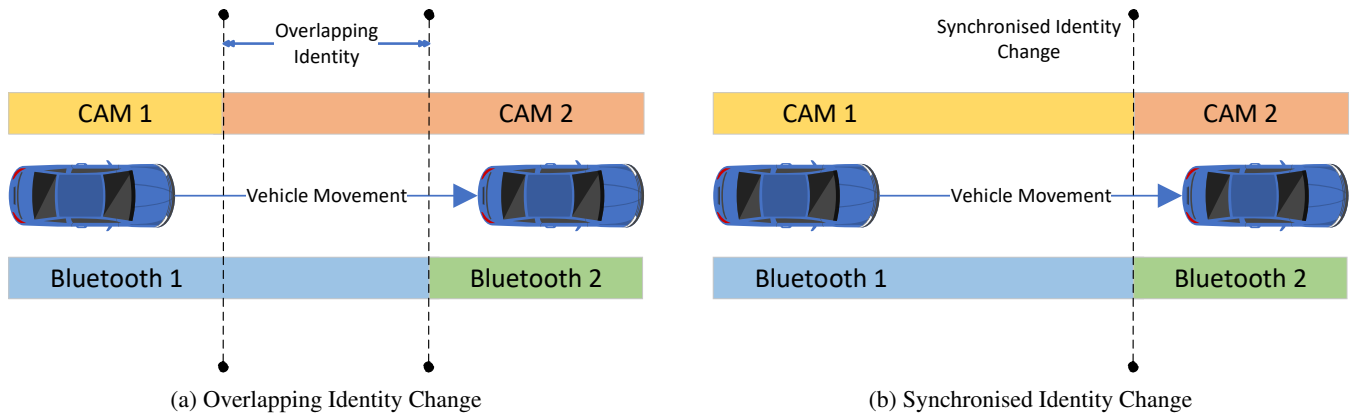 Overlapping
Identity
CAM 1
CAM 2
Vehicle Movement
Bluetooth 1
Bluetooth 2
(a) Overlapping Identity Change
Synchronised Identity
Change
CAM 1
CAM 2
Vehicle Movement
Bluetooth 1
Bluetooth 2
(b) Synchronised Identity Change